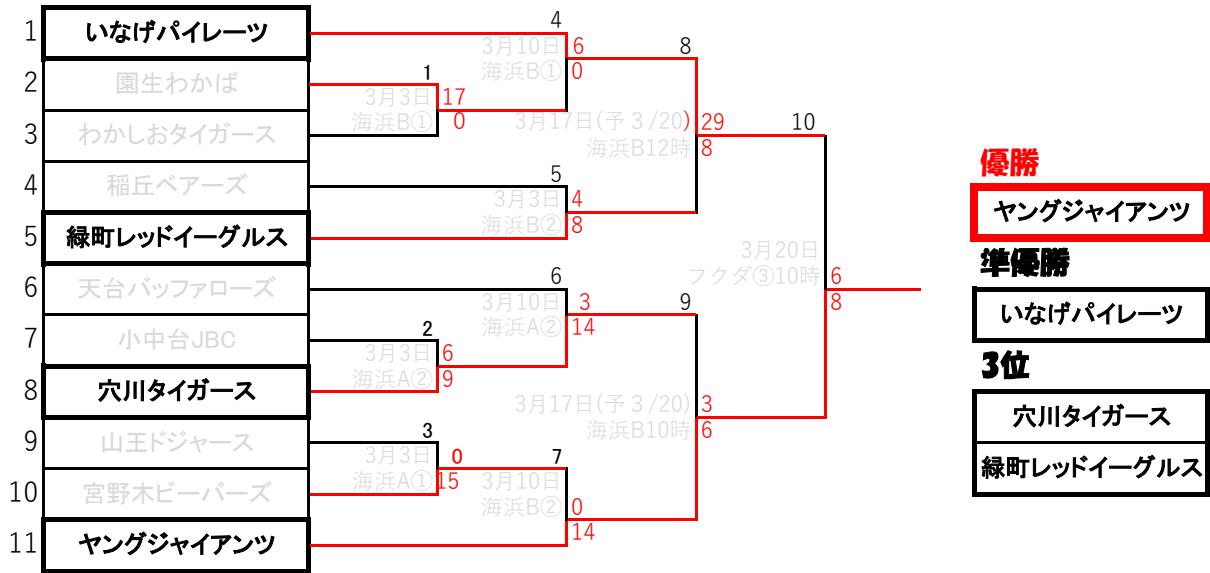 1 いなげパイレーツ
2 園生わかば
3 わかしおタイガース
4 稲丘ベアーズ
5 緑町レッドイーグルス
6 天台バッファローズ
7 小中台JBC
8 穴川タイガース
9 山王ドジャース
10 宮野木ビーバーズ
11 ヤングジャイアンツ
1
3月3日
海浜B①
17
0
2
3月3日
海浜A②
6
9
3
3月3日
海浜A①
0
15
4
3月10日
海浜B①
6
0
5
3月3日
海浜B②
4
8
6
3月10日
海浜A②
3
14
7
3月10日
海浜B②
0
14
8
3月17日(予3/20)
海浜B12時
29
8
9
3月17日(予3/20)
海浜B10時
3
6
10
3月20日
フクダ③10時
6
8
優勝
ヤングジャイアンツ
準優勝
いなげパイレーツ
3位
穴川タイガース
緑町レッドイーグルス